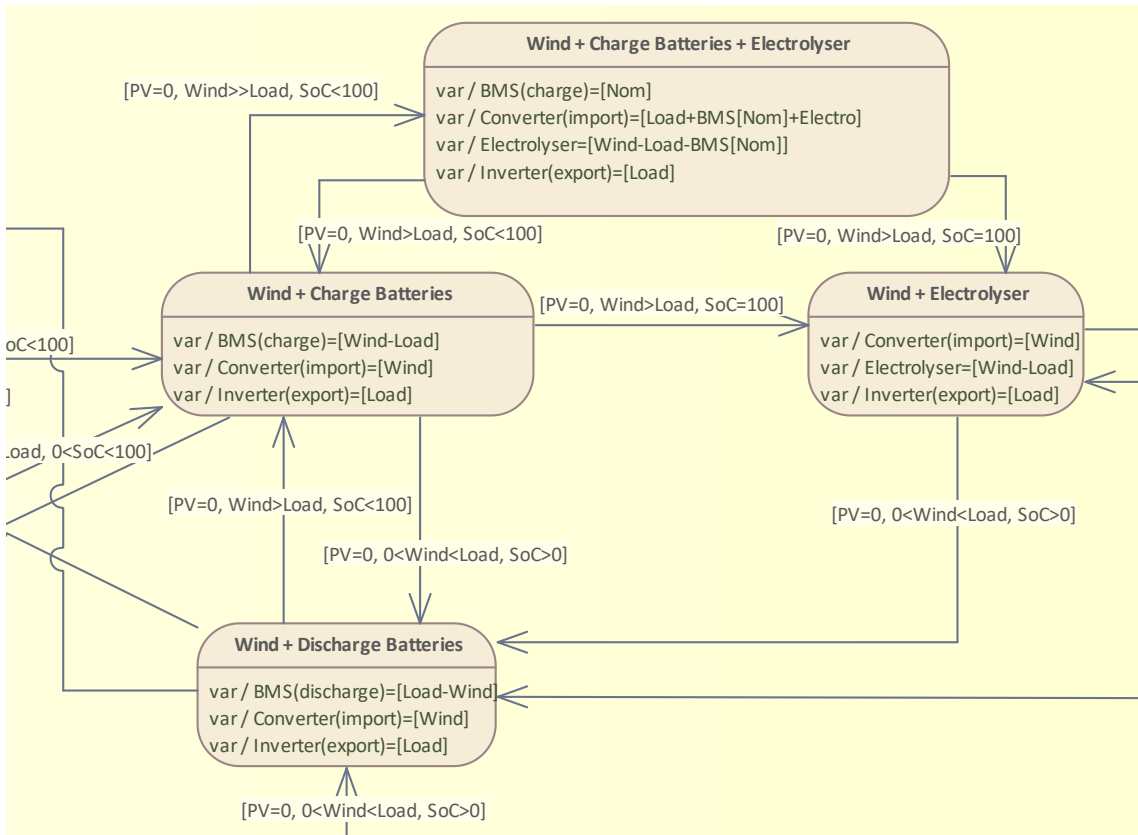 Wind + Charge Batteries + Electrolyser
[PV=0, Wind>>Load, SoC<100]
var / BMS(charge)=[Nom]
var / Converter(import)=[Load+BMS[Nom]+Electro]
var / Electrolyser=[Wind-Load-BMS[Nom]]
var / Inverter(export)=[Load]
[PV=0, Wind>Load, SoC<100]
[PV=0, Wind>Load, SoC=100]
Wind + Charge Batteries
var / BMS(charge)=[Wind-Load]
var / Converter(import)=[Wind]
var / Inverter(export)=[Load]
[PV=0, Wind>Load, SoC=100]
Wind + Electrolyser
var / Converter(import)=[Wind]
var / Electrolyser=[Wind-Load]
var / Inverter(export)=[Load]
oC<100]
]
Load, 0<SoC<100]
[PV=0, Wind>Load, SoC<100]
[PV=0, 0<Wind<Load, SoC>0]
[PV=0, 0<Wind<Load, SoC>0]
Wind + Discharge Batteries
var / BMS(discharge)=[Load-Wind]
var / Converter(import)=[Wind]
var / Inverter(export)=[Load]
[PV=0, 0<Wind<Load, SoC>0]